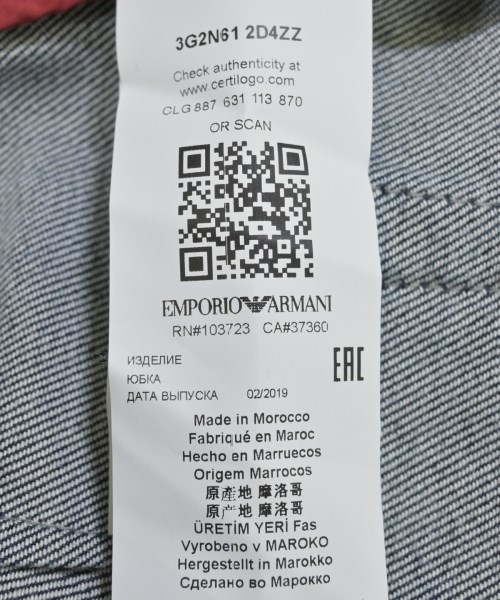 3G2N61 2D4ZZ
Check authenticity at
www.certilogo.com
CLG 887 631 113 870
OR SCAN
EMPORIO ARMANI
RN#103723 CA#37360
EAC
ИЗДЕЛИЕ
ЮБКА
ДАТА ВЫПУСКА 02/2019
Made in Morocco
Fabriqué en Maroc
Hecho en Marruecos
Origem Marrocos
原產地 摩洛哥
原产地 摩洛哥
ÜRETİM YERİ Fas
Vyrobeno v MAROKO
Hergestellt in Marokko
Сделано во Марокко